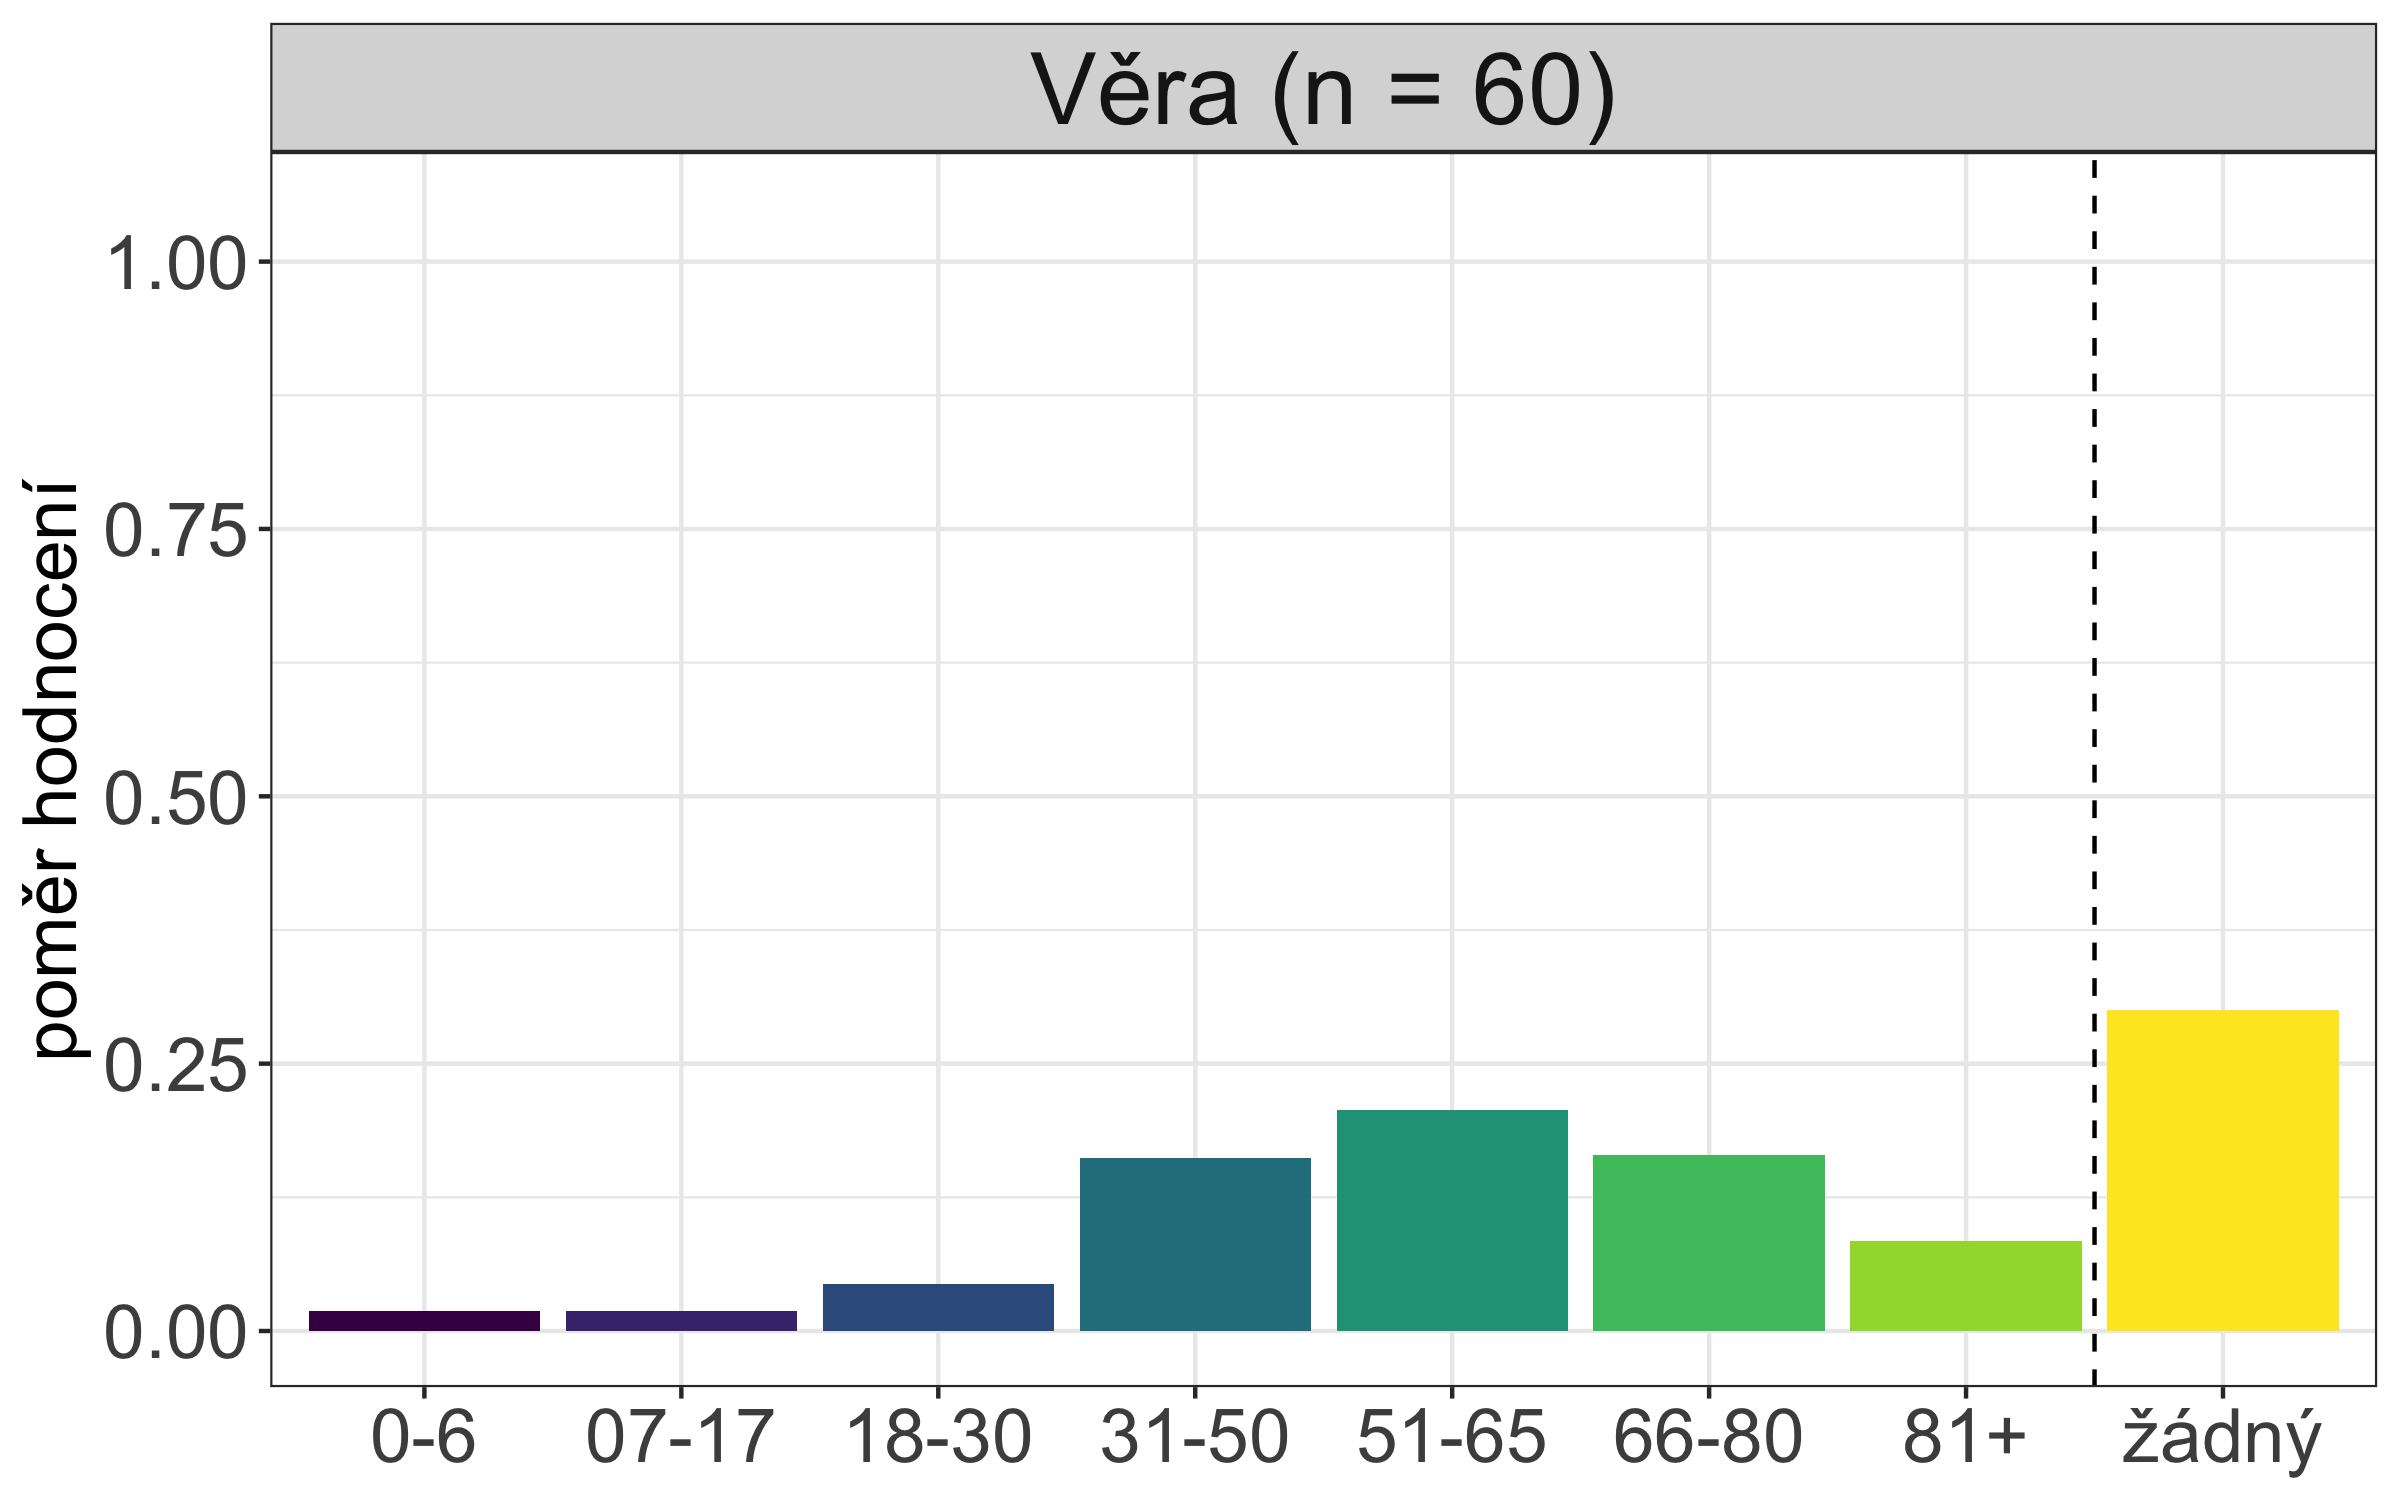 Věra (n = 60)
poměr hodnocení
1.00
0.75
0.50
0.25
0.00
0-6 07-17 18-30 31-50 51-65 66-80 81+ žádný